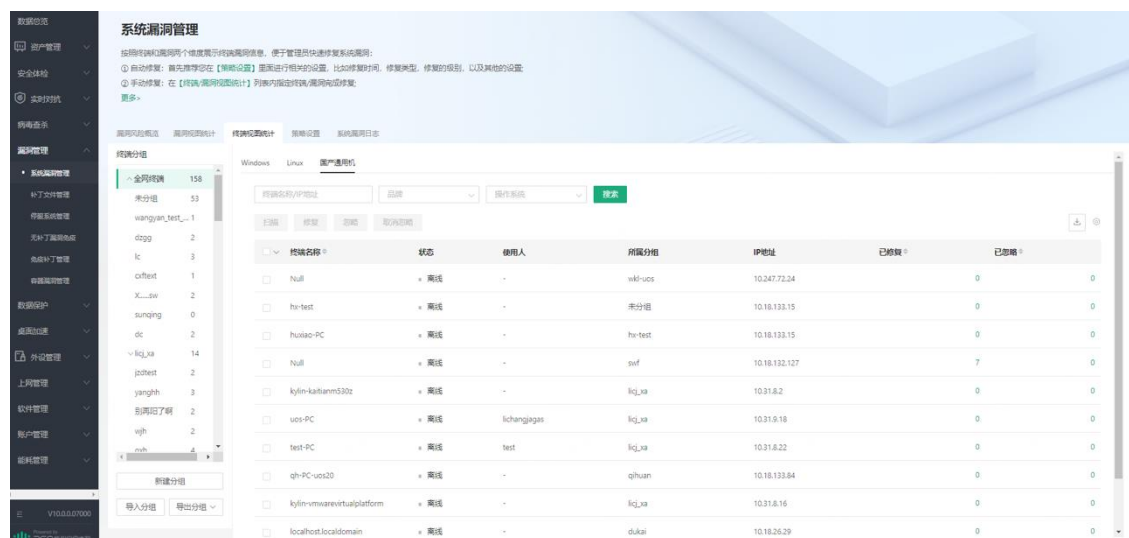 数据总览
资产管理
安全体检
实时对抗
病毒查杀
漏洞管理
系统漏洞管理
补丁文件管理
停服系统管理
无补丁漏洞免疫
免疫补丁管理
容器漏洞管理
数据保护
桌面加速
外设管理
上网管理
软件管理
账户管理
能耗管理
V10.0.0.07000
Powered by
系统漏洞管理
按照终端和漏洞两个维度展示终端漏洞信息，便于管理员快速修复系统漏洞：
① 自动修复：首先推荐您在【策略设置】里面进行相关的设置，比如修复时间，修复类型，修复的级别，以及其他的设置;
② 手动修复：在【终端/漏洞视图统计】列表内指定终端/漏洞完成修复;
更多»
漏洞风险概览 漏洞视图统计 终端视图统计 策略设置 系统漏洞日志
终端分组
全网终端 158
未分组 53
wangyan_test_... 1
dzgg 2
lc 3
cxftext 1
X......sw 2
sunqing 0
dc 2
licj_xa 14
jzdtest 2
yanghh 3
别再旧了啊 2
wjh 2
新建分组
导入分组 导出分组
Windows Linux 国产通用机
终端名称/IP地址 品牌 操作系统 搜索
扫描 修复 忽略 取消忽略
终端名称 状态 使用人 所属分组 IP地址 已修复 已忽略
Null 离线 - wkl-uos 10.247.72.24 0 0
hx-test 离线 - 未分组 10.18.133.15 0 0
huxiao-PC 离线 - hx-test 10.18.133.15 0 0
Null 离线 - swf 10.18.132.127 7 0
kylin-kaitianm530z 离线 - licj_xa 10.31.8.2 0 0
uos-PC 离线 lichangjagas licj_xa 10.31.9.18 0 0
test-PC 离线 test licj_xa 10.31.8.22 0 0
qh-PC-uos20 离线 - qihuan 10.18.133.84 0 0
kylin-vmwarevirtualplatform 离线 - licj_xa 10.31.8.16 0 0
localhost.localdomain 离线 - dukai 10.18.26.29 0 0